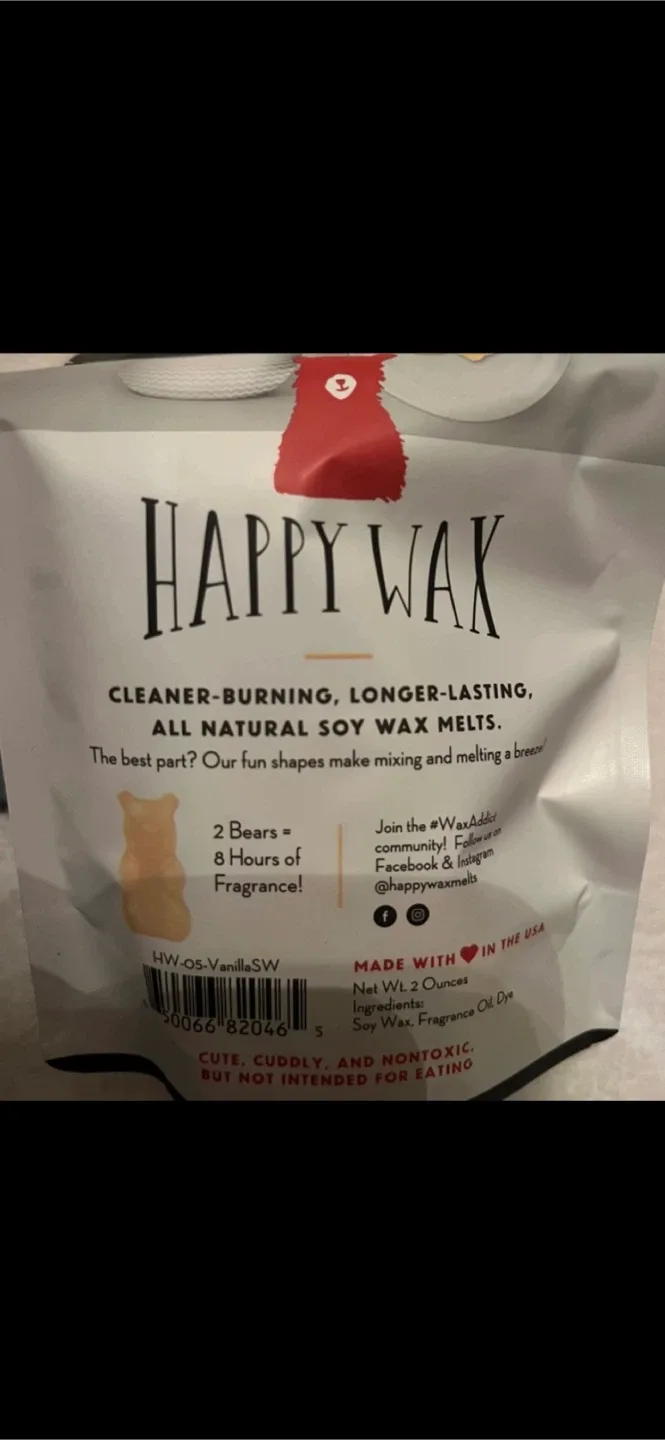 HAPPY WAX
CLEANER-BURNING, LONGER-LASTING,
ALL NATURAL SOY WAX MELTS.
The best part? Our fun shapes make mixing and melting a breeze!
2 Bears =
8 Hours of
Fragrance!
Join the #WaxAddict
community! Follow us on
Facebook & Instagram
@happywaxmelts
HW-05-VanillaSW
50066 82046 5
MADE WITH ❤ IN THE USA
Net Wt. 2 Ounces
Ingredients:
Soy Wax, Fragrance Oil, Dye
CUTE, CUDDLY, AND NONTOXIC.
BUT NOT INTENDED FOR EATING